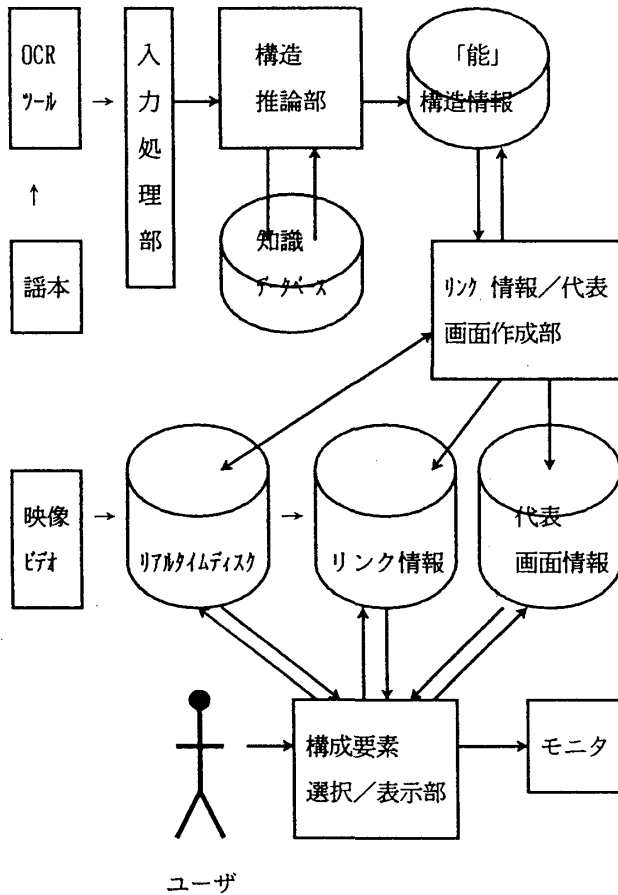 OCR
ツール
入力処理部
構造
推論部
「能」
構造情報
謡本
知識
データベース
リンク 情報／代表
画面作成部
映像
ビデオ
リアルタイムディスク
リンク情報
代表
画面情報
構成要素
選択／表示部
モニタ
ユーザ